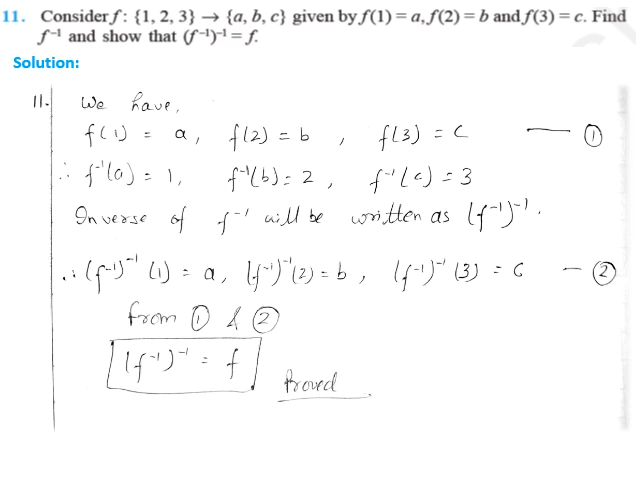 11. Consider f : {1, 2, 3} → {a, b, c} given by f(1) = a, f(2) = b and f(3) = c. Find
f⁻¹ and show that (f⁻¹)⁻¹ = f.
Solution:
11. We have,
f(1) = a, f(2) = b , f(3) = c — ①
∴ f⁻¹(a) = 1, f⁻¹(b) = 2 , f⁻¹(c) = 3
Inverse of f⁻¹ will be written as (f⁻¹)⁻¹.
∴ (f⁻¹)⁻¹ (1) = a, (f⁻¹)⁻¹(2) = b , (f⁻¹)⁻¹ (3) = c — ②
from ① & ②
(f⁻¹)⁻¹ = f
Proved